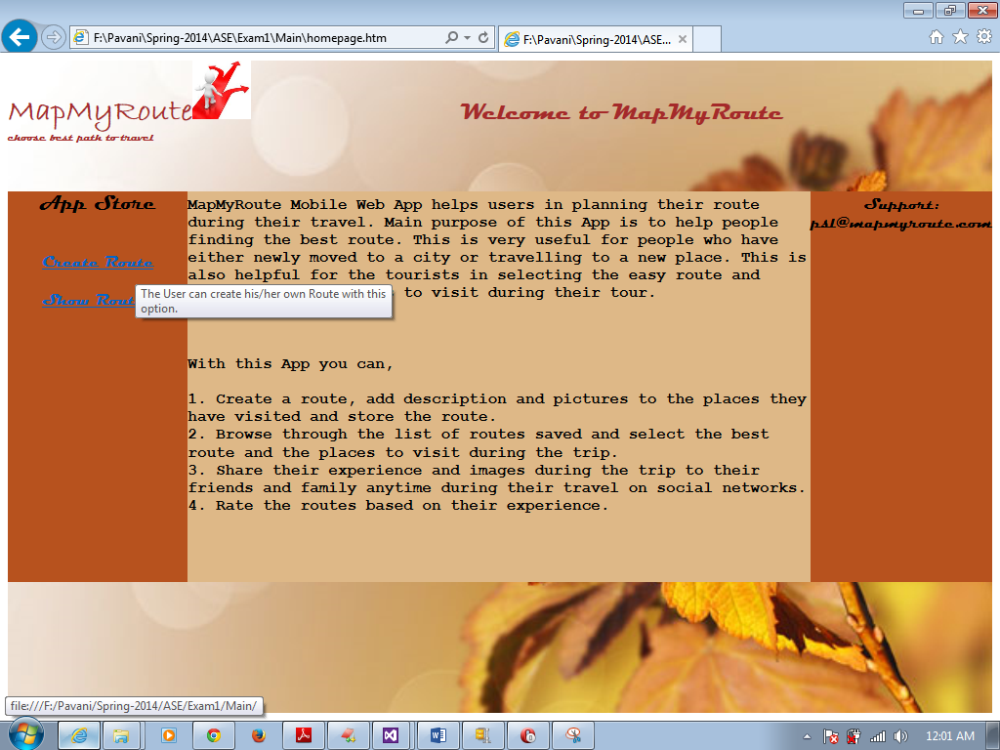 F:\Pavani\Spring-2014\ASE\Exam1\Main\homepage.htm
F:\Pavani\Spring-2014\ASE...
MapMyRoute
choose best path to travel
Welcome to MapMyRoute
App Store
Create Route
Show Rout
The User can create his/her own Route with this
option.
MapMyRoute Mobile Web App helps users in planning their route
during their travel. Main purpose of this App is to help people
finding the best route. This is very useful for people who have
either newly moved to a city or travelling to a new place. This is
also helpful for the tourists in selecting the easy route and
to visit during their tour.
With this App you can,
1. Create a route, add description and pictures to the places they
have visited and store the route.
2. Browse through the list of routes saved and select the best
route and the places to visit during the trip.
3. Share their experience and images during the trip to their
friends and family anytime during their travel on social networks.
4. Rate the routes based on their experience.
Support:
psl@mapmyroute.com
file:///F:/Pavani/Spring-2014/ASE/Exam1/Main/
12:01 AM